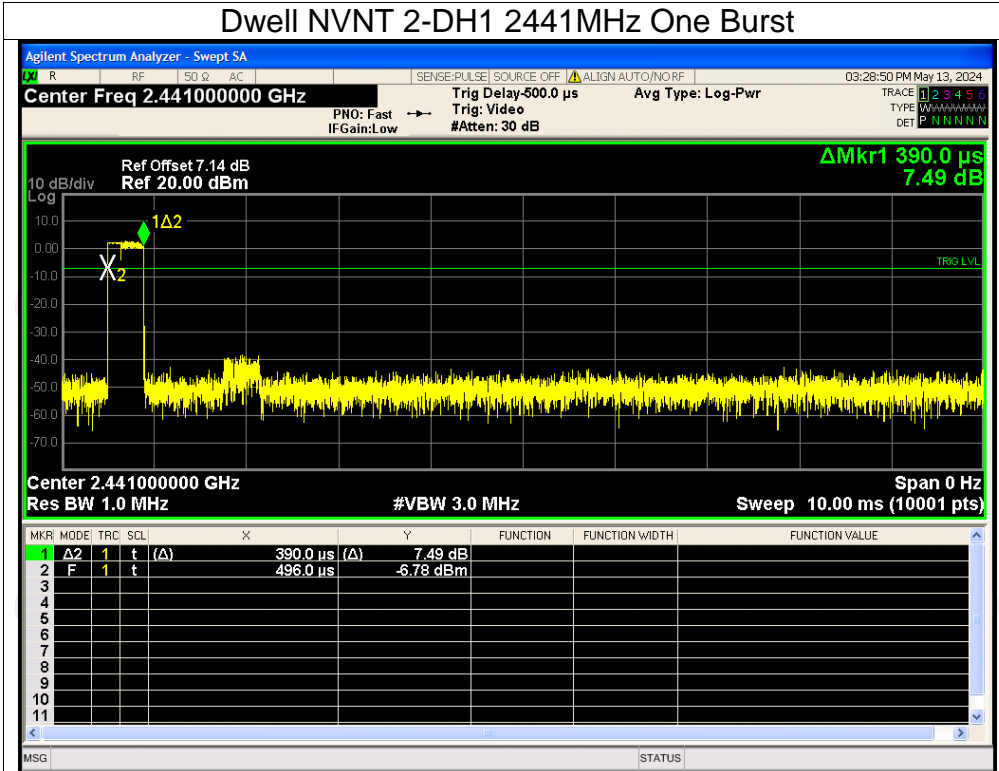 Dwell NVNT 2-DH1 2441MHz One Burst
Agilent Spectrum Analyzer - Swept SA
LXI R RF 50 Ω AC SENSE:PULSE SOURCE OFF ALIGN AUTO/NORF 03:28:50 PM May 13, 2024
Center Freq 2.441000000 GHz Trig Delay-500.0 µs Avg Type: Log-Pwr TRACE 1 2 3 4 5 6
PNO: Fast Trig: Video TYPE WWWWWW
IFGain:Low #Atten: 30 dB DET P N N N N N
ΔMkr1 390.0 µs
7.49 dB
Ref Offset 7.14 dB
10 dB/div Ref 20.00 dBm
Log
10.0
1Δ2
0.00
TRIG LVL
2
-10.0
-20.0
-30.0
-40.0
-50.0
-60.0
-70.0
Center 2.441000000 GHz Span 0 Hz
Res BW 1.0 MHz #VBW 3.0 MHz Sweep 10.00 ms (10001 pts)
MKR MODE TRC SCL X Y FUNCTION FUNCTION WIDTH FUNCTION VALUE
1 Δ2 1 t (Δ) 390.0 µs (Δ) 7.49 dB
2 F 1 t 496.0 µs -6.78 dBm
3
4
5
6
7
8
9
10
11
MSG STATUS